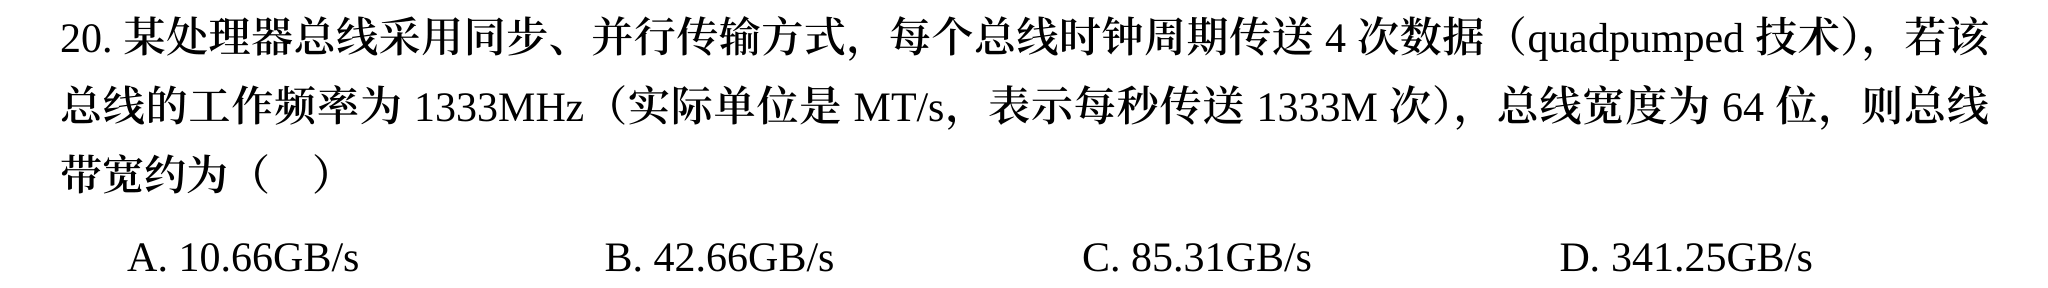 20. 某处理器总线采用同步、并行传输方式，每个总线时钟周期传送 4 次数据（quadpumped 技术），若该
总线的工作频率为 1333MHz（实际单位是 MT/s，表示每秒传送 1333M 次），总线宽度为 64 位，则总线
带宽约为（ ）
A. 10.66GB/s B. 42.66GB/s C. 85.31GB/s D. 341.25GB/s